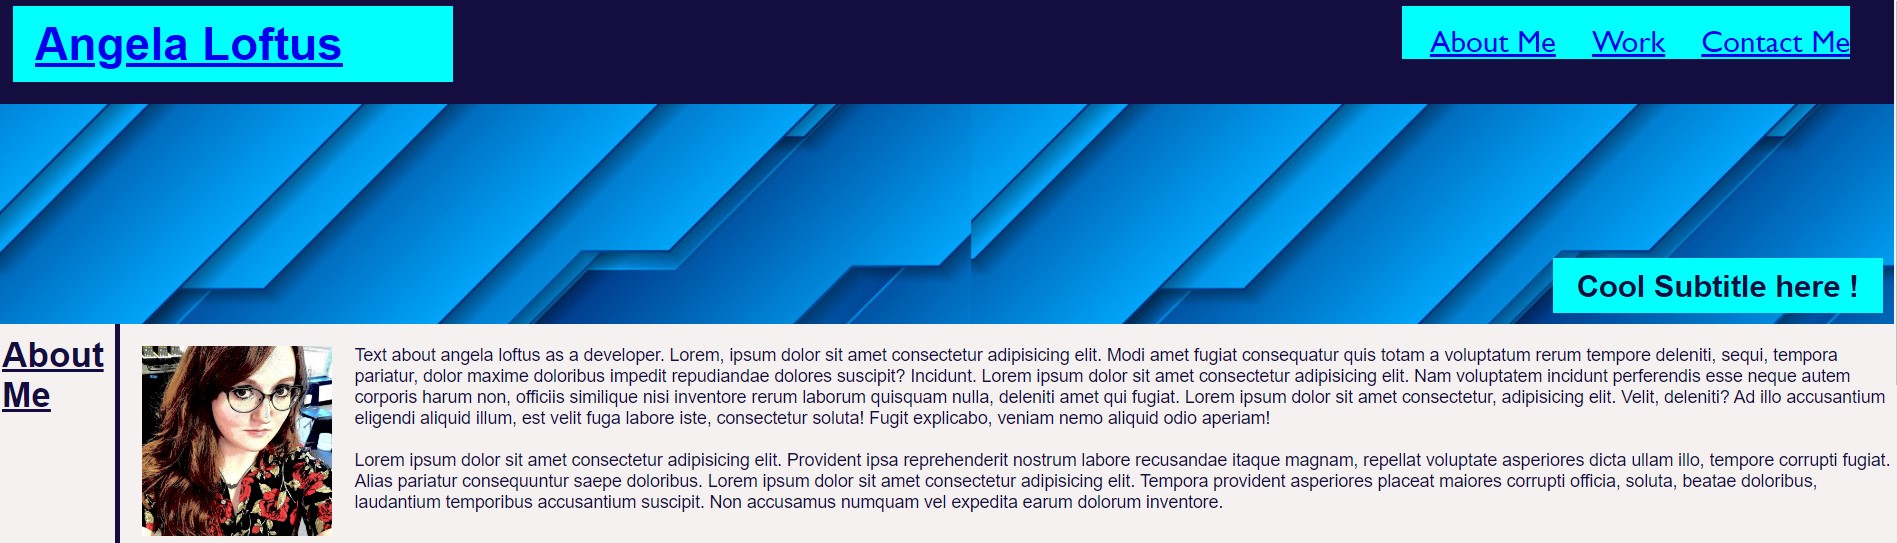 Angela Loftus
About Me Work Contact Me
Cool Subtitle here !
About
Me
Text about angela loftus as a developer. Lorem, ipsum dolor sit amet consectetur adipisicing elit. Modi amet fugiat consequatur quis totam a voluptatum rerum tempore deleniti, sequi, tempora
pariatur, dolor maxime doloribus impedit repudiandae dolores suscipit? Incidunt. Lorem ipsum dolor sit amet consectetur adipisicing elit. Nam voluptatem incidunt perferendis esse neque autem
corporis harum non, officiis similique nisi inventore rerum laborum quisquam nulla, deleniti amet qui fugiat. Lorem ipsum dolor sit amet consectetur, adipisicing elit. Velit, deleniti? Ad illo accusantium
eligendi aliquid illum, est velit fuga labore iste, consectetur soluta! Fugit explicabo, veniam nemo aliquid odio aperiam!
Lorem ipsum dolor sit amet consectetur adipisicing elit. Provident ipsa reprehenderit nostrum labore recusandae itaque magnam, repellat voluptate asperiores dicta ullam illo, tempore corrupti fugiat.
Alias pariatur consequuntur saepe doloribus. Lorem ipsum dolor sit amet consectetur adipisicing elit. Tempora provident asperiores placeat maiores corrupti officia, soluta, beatae doloribus,
laudantium temporibus accusantium suscipit. Non accusamus numquam vel expedita earum dolorum inventore.